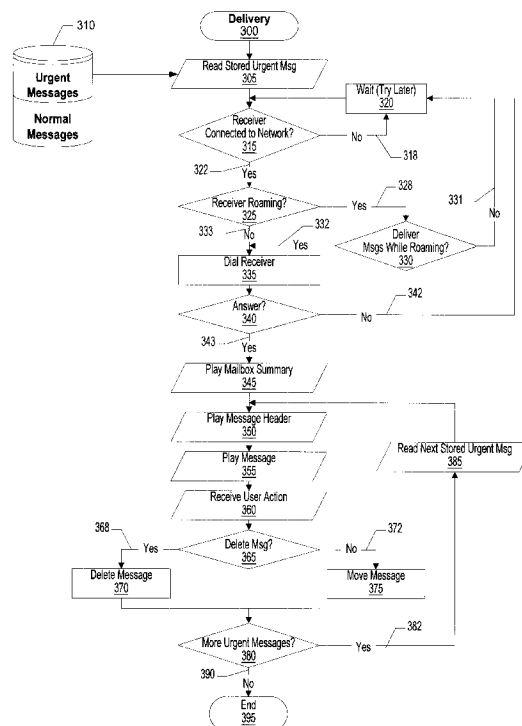 310
Delivery
300
Urgent
Messages
Normal
Messages
Read Stored Urgent Msg
305
Wait (Try Later)
320
Receiver
Connected to Network?
315
No
318
322
Yes
Receiver Roaming?
325
Yes
328
331
No
333
No
332
Yes
Deliver
Msgs While Roaming?
330
Dial Receiver
335
Answer?
340
No
342
343
Yes
Play Mailbox Summary
345
Play Message Header
350
Read Next Stored Urgent Msg
385
Play Message
355
Receive User Action
360
368
Yes
Delete Msg?
365
No
372
Delete Message
370
Move Message
375
More Urgent Messages?
380
Yes
382
390
No
End
395